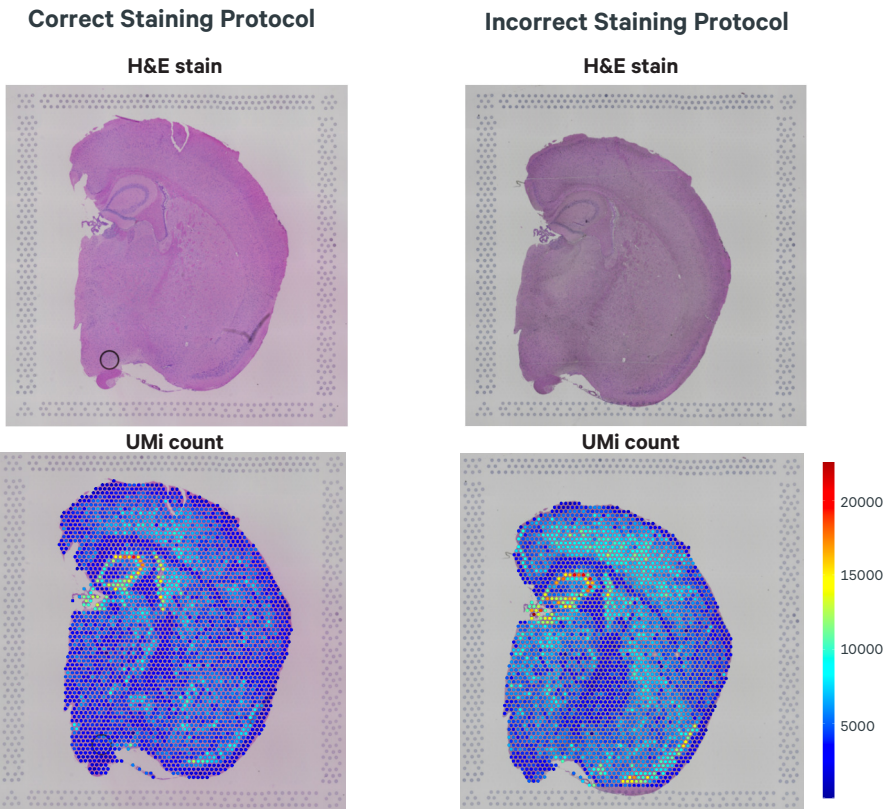 Correct Staining Protocol
Incorrect Staining Protocol
H&E stain
H&E stain
UMi count
UMi count
20000
15000
10000
5000